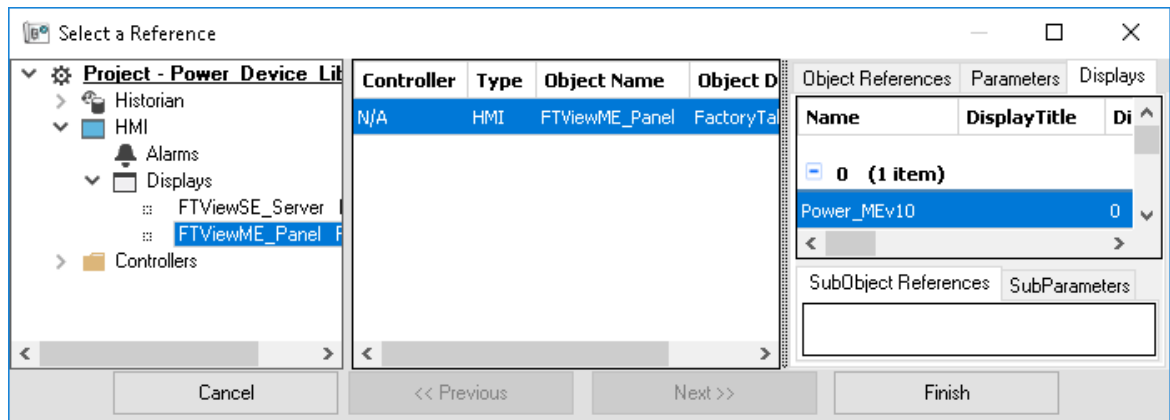 Select a Reference
Project - Power_Device_Lib
Historian
HMI
Alarms
Displays
FTViewSE_Server
FTViewME_Panel F
Controllers
Controller Type Object Name Object D
N/A HMI FTViewME_Panel FactoryTal
Object References Parameters Displays
Name DisplayTitle Di
0 (1 item)
Power_MEv10 0
SubObject References SubParameters
Cancel << Previous Next >> Finish